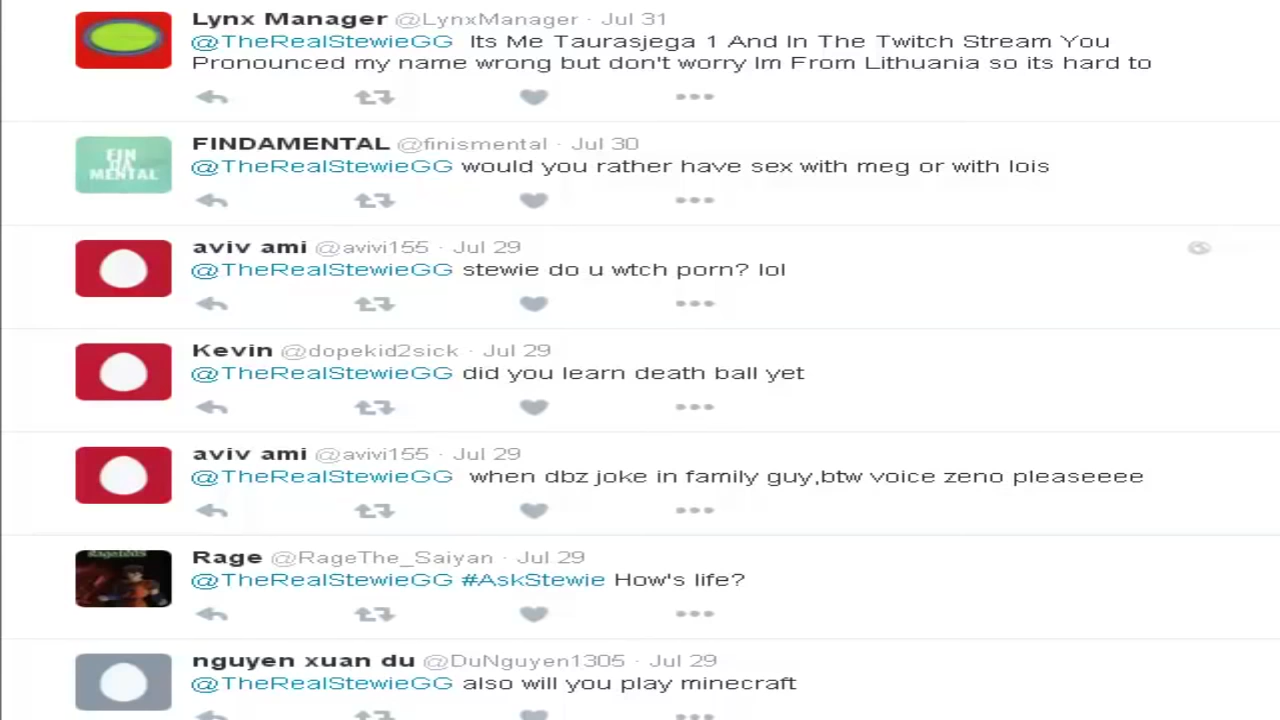 Lynx Manager @LynxManager · Jul 31
@TheRealStewieGG Its Me Taurasjega 1 And In The Twitch Stream You
Pronounced my name wrong but don't worry Im From Lithuania so its hard to
FIN
DA
MENTAL
FINDAMENTAL @finismental · Jul 30
@TheRealStewieGG would you rather have sex with meg or with lois
aviv ami @avivi155 · Jul 29
@TheRealStewieGG stewie do u wtch porn? lol
Kevin @dopekid2sick · Jul 29
@TheRealStewieGG did you learn death ball yet
aviv ami @avivi155 · Jul 29
@TheRealStewieGG when dbz joke in family guy,btw voice zeno pleaseeee
Rage @RageThe_Saiyan · Jul 29
@TheRealStewieGG #AskStewie How's life?
nguyen xuan du @DuNguyen1305 · Jul 29
@TheRealStewieGG also will you play minecraft